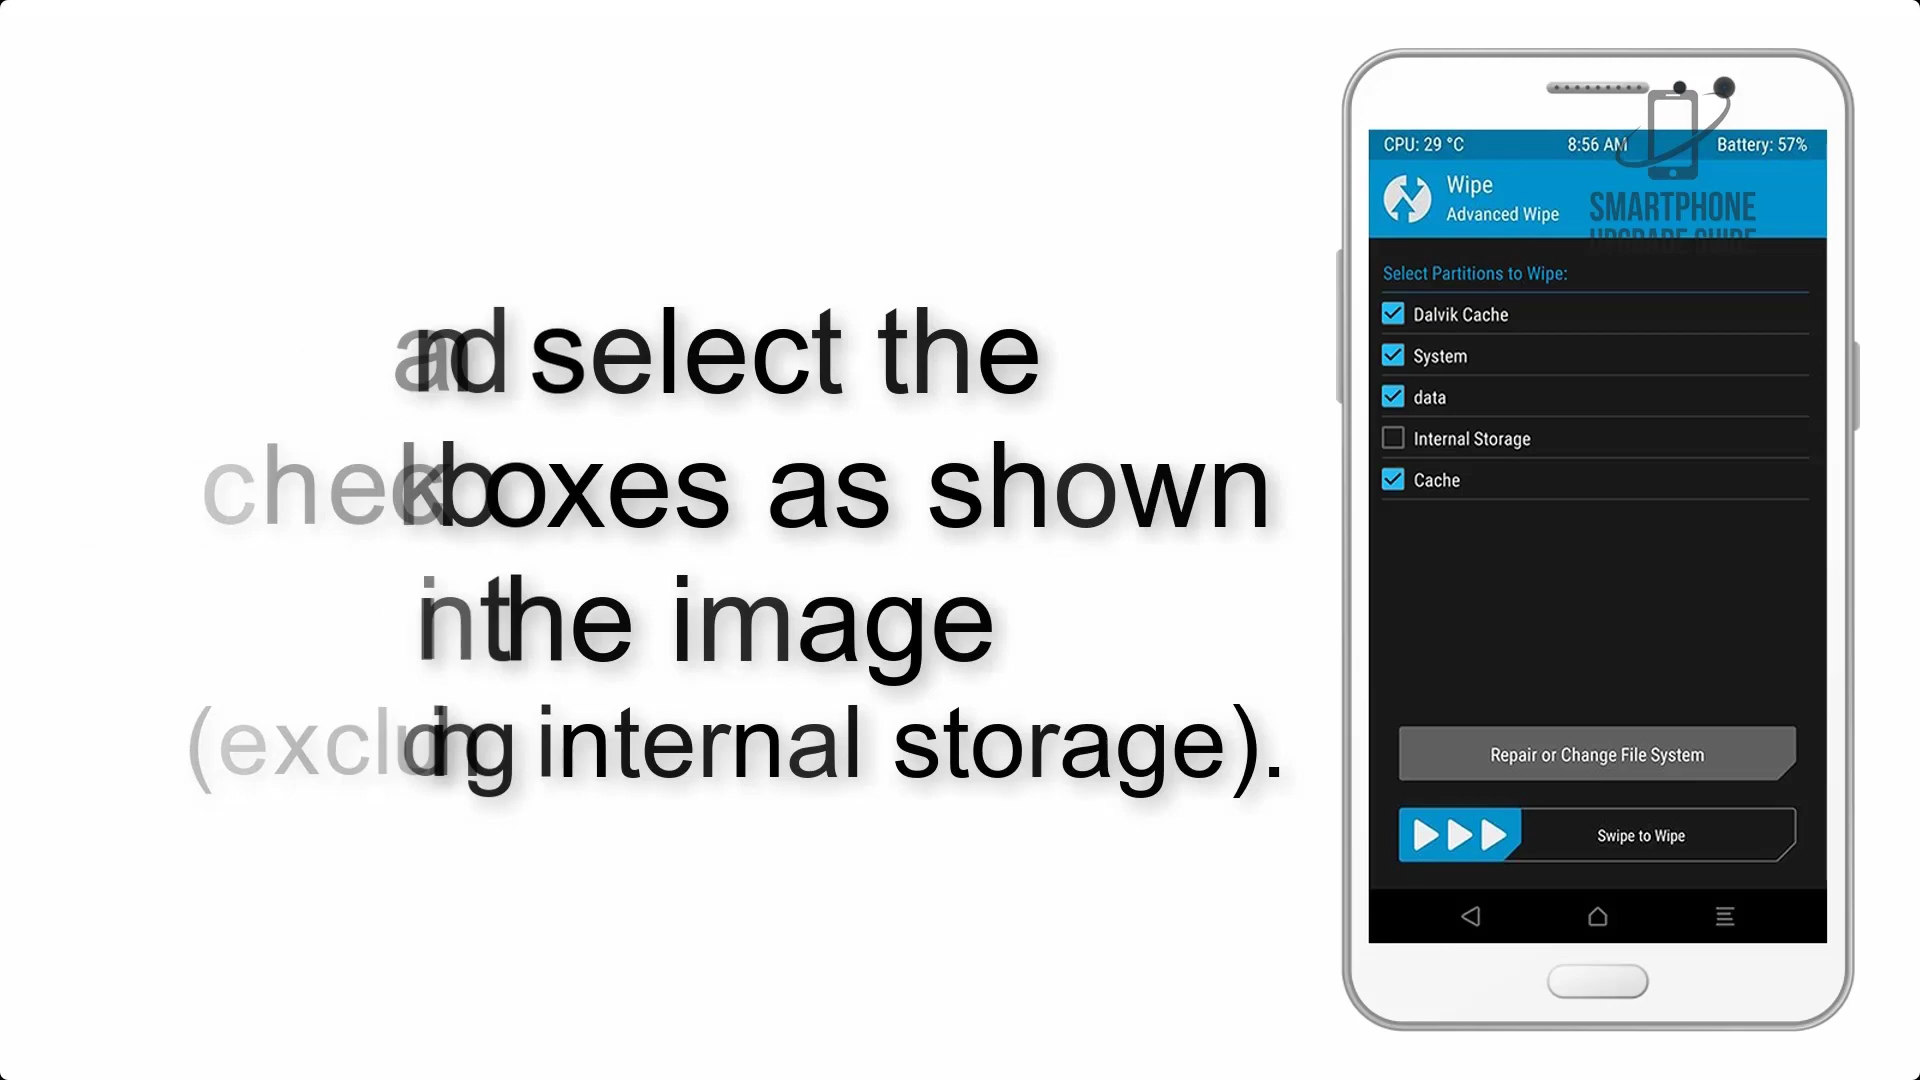 and select the
checkboxes as shown
in the image
(excluding internal storage).
CPU: 29 °C
8:56 AM
Battery: 57%
Wipe
Advanced Wipe
SMARTPHONE
UPGRADE GUIDE
Select Partitions to Wipe:
Dalvik Cache
System
data
Internal Storage
Cache
Repair or Change File System
Swipe to Wipe